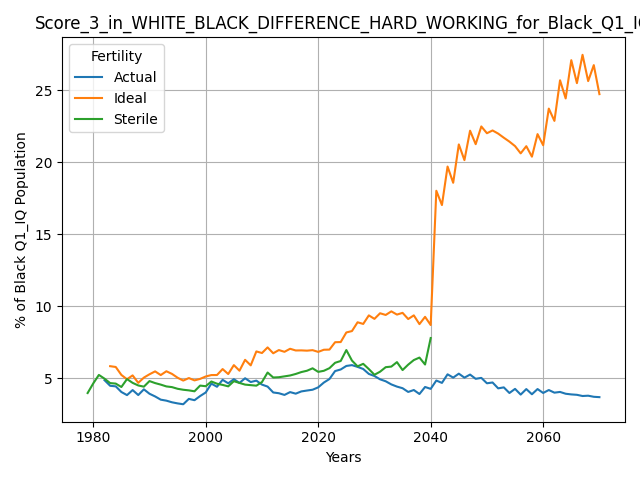 Score_3_in_WHITE_BLACK_DIFFERENCE_HARD_WORKING_for_Black_Q1_IQ
Fertility
Actual
Ideal
Sterile
% of Black Q1_IQ Population
25
20
15
10
5
1980 2000 2020 2040 2060
Years